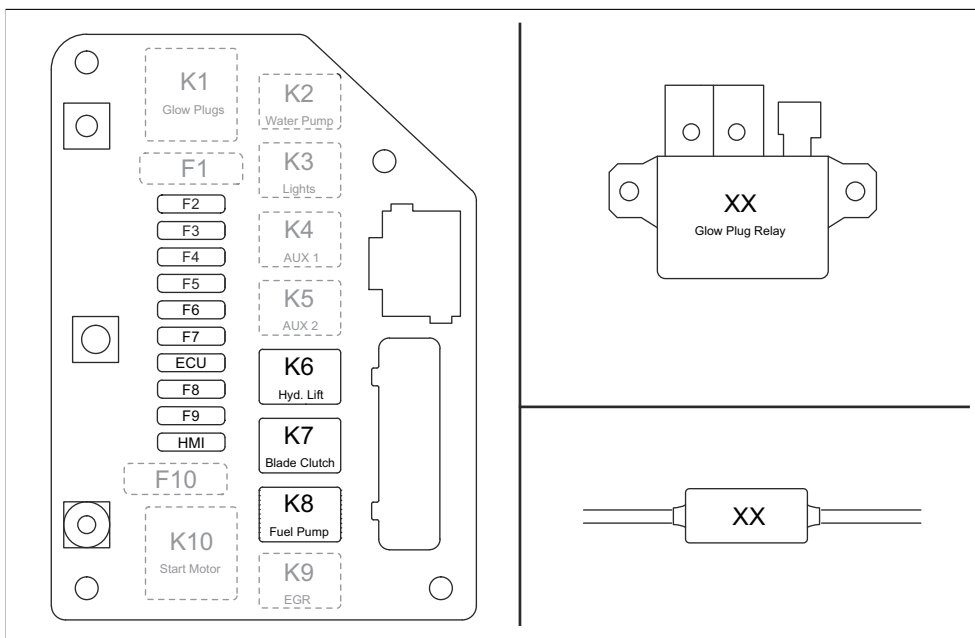 K1
Glow Plugs
F1
F2
F3
F4
F5
F6
F7
ECU
F8
F9
HMI
F10
K10
Start Motor
K2
Water Pump
K3
Lights
K4
AUX 1
K5
AUX 2
K6
Hyd. Lift
K7
Blade Clutch
K8
Fuel Pump
K9
EGR
XX
Glow Plug Relay
XX